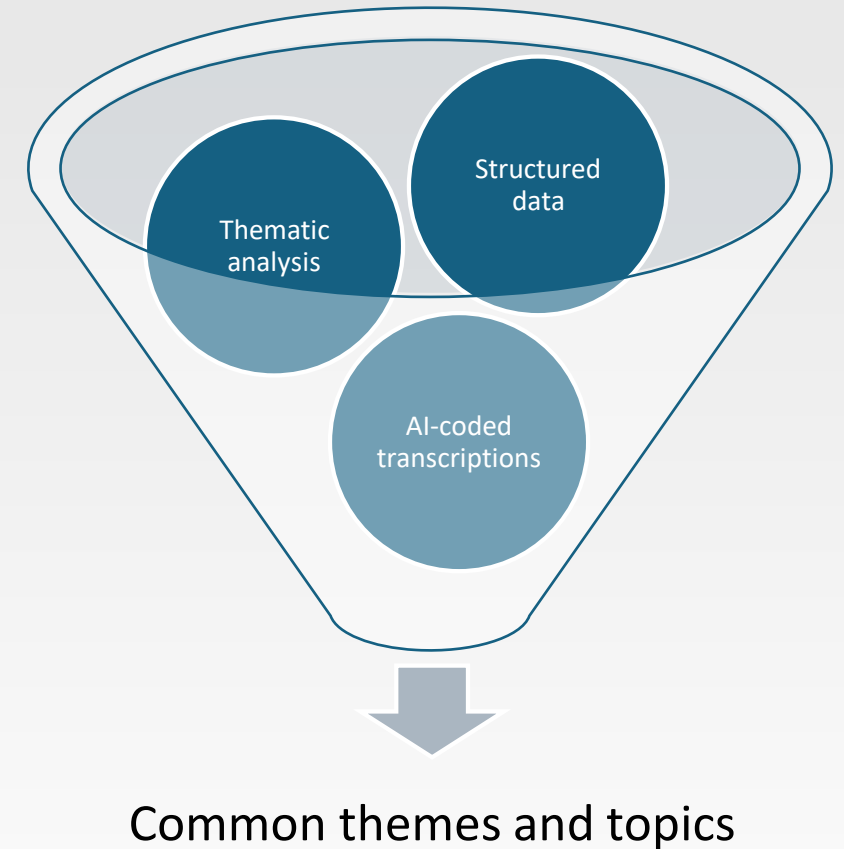 Structured
data
Thematic
analysis
AI-coded
transcriptions
Common themes and topics